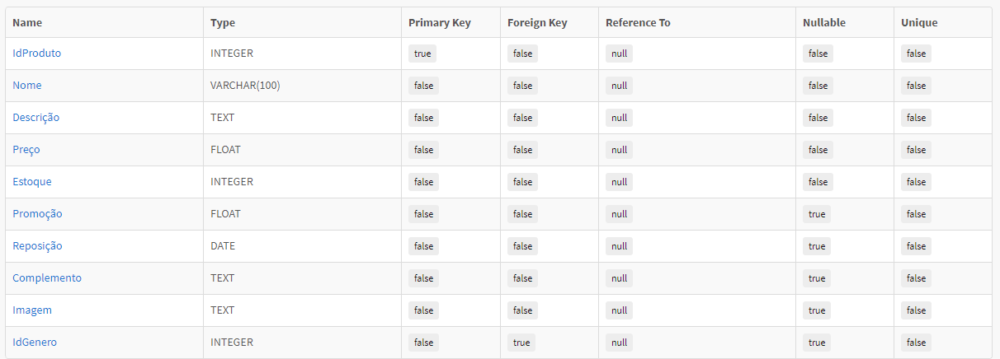 Name Type Primary Key Foreign Key Reference To Nullable Unique
IdProduto INTEGER true false null false false
Nome VARCHAR(100) false false null false false
Descrição TEXT false false null false false
Preço FLOAT false false null false false
Estoque INTEGER false false null false false
Promoção FLOAT false false null true false
Reposição DATE false false null true false
Complemento TEXT false false null true false
Imagem TEXT false false null true false
IdGenero INTEGER false true null true false